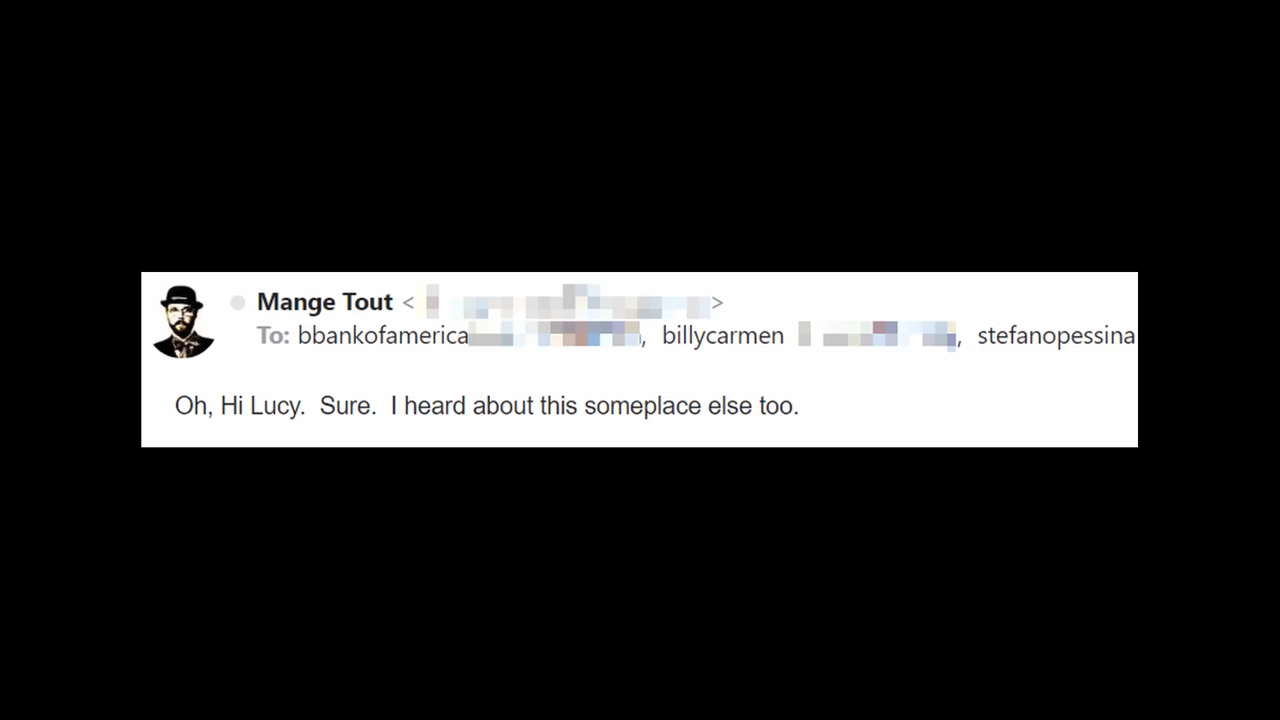 Mange Tout < >
To: bbankofamerica , billycarmen , stefanopessina
Oh, Hi Lucy. Sure. I heard about this someplace else too.